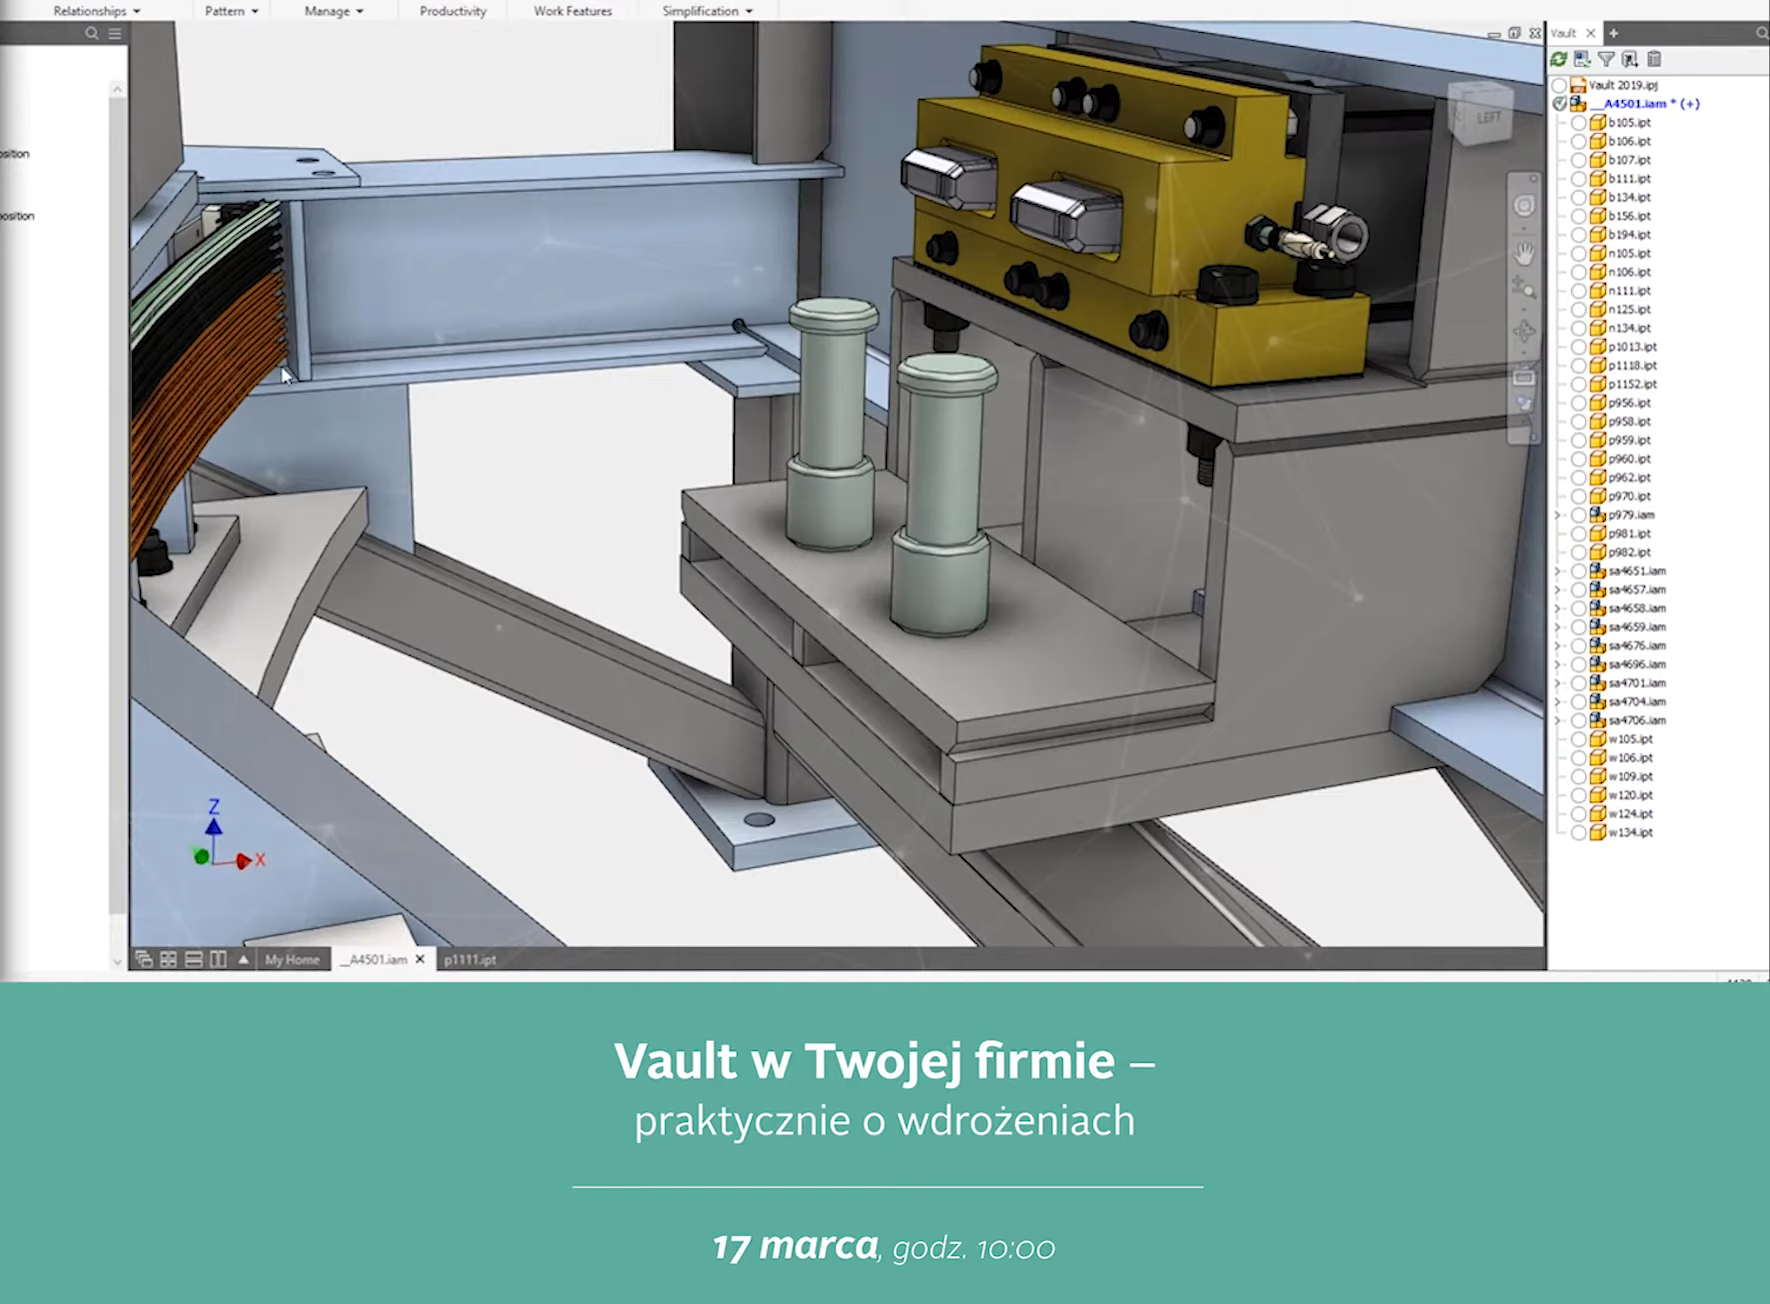 Relationships
Pattern
Manage
Productivity
Work Features
Simplification
Vault
Vault 2019.ipj
__A4501.iam * (+)
b105.ipt
b106.ipt
b107.ipt
b111.ipt
b134.ipt
b156.ipt
b194.ipt
n105.ipt
n106.ipt
n111.ipt
n125.ipt
n134.ipt
p1013.ipt
p1118.ipt
p1152.ipt
p956.ipt
p958.ipt
p959.ipt
p960.ipt
p962.ipt
p970.ipt
p979.iam
p981.ipt
p982.ipt
sa4651.iam
sa4657.iam
sa4658.iam
sa4659.iam
sa4676.iam
sa4696.iam
sa4701.iam
sa4704.iam
sa4706.iam
w105.ipt
w106.ipt
w109.ipt
w120.ipt
w124.ipt
w134.ipt
LEFT
sition
position
Z
X
My Home
__A4501.iam
p1111.ipt
Vault w Twojej firmie –
praktycznie o wdrożeniach
17 marca, godz. 10:00